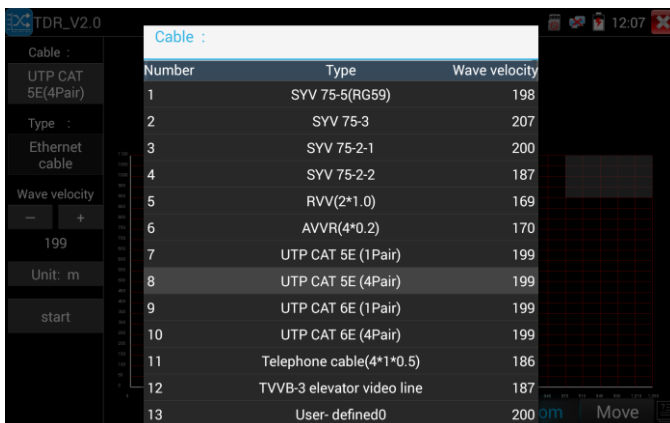 TDR_V2.0
12:07
Cable :
UTP CAT
5E(4Pair)
Type :
Ethernet
cable
Wave velocity
− +
199
Unit: m
start
Cable :
Number Type Wave velocity
1 SYV 75-5(RG59) 198
2 SYV 75-3 207
3 SYV 75-2-1 200
4 SYV 75-2-2 187
5 RVV(2*1.0) 169
6 AVVR(4*0.2) 170
7 UTP CAT 5E (1Pair) 199
8 UTP CAT 5E (4Pair) 199
9 UTP CAT 6E (1Pair) 199
10 UTP CAT 6E (4Pair) 199
11 Telephone cable(4*1*0.5) 186
12 TVVB-3 elevator video line 187
13 User- defined0 200
om Move